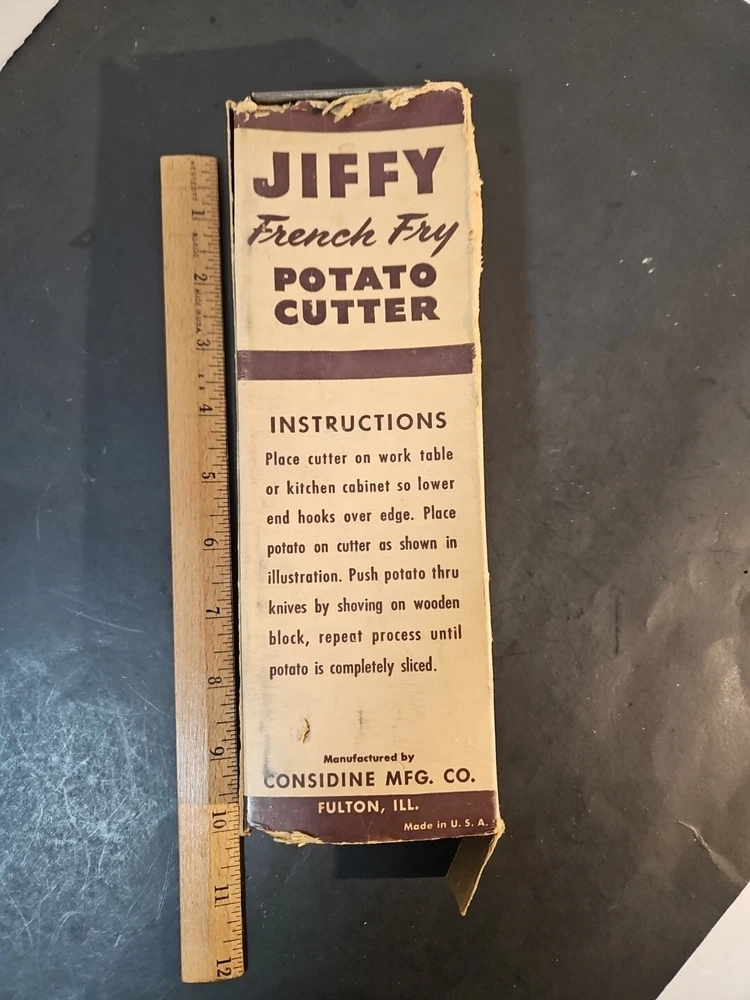 JIFFY
French Fry
POTATO
CUTTER
INSTRUCTIONS
Place cutter on work table
or kitchen cabinet so lower
end hooks over edge. Place
potato on cutter as shown in
illustration. Push potato thru
knives by shoving on wooden
block, repeat process until
potato is completely sliced.
Manufactured by
CONSIDINE MFG. CO.
FULTON, ILL.
Made in U. S. A.
1
2
3
4
5
6
7
8
9
10
11
12